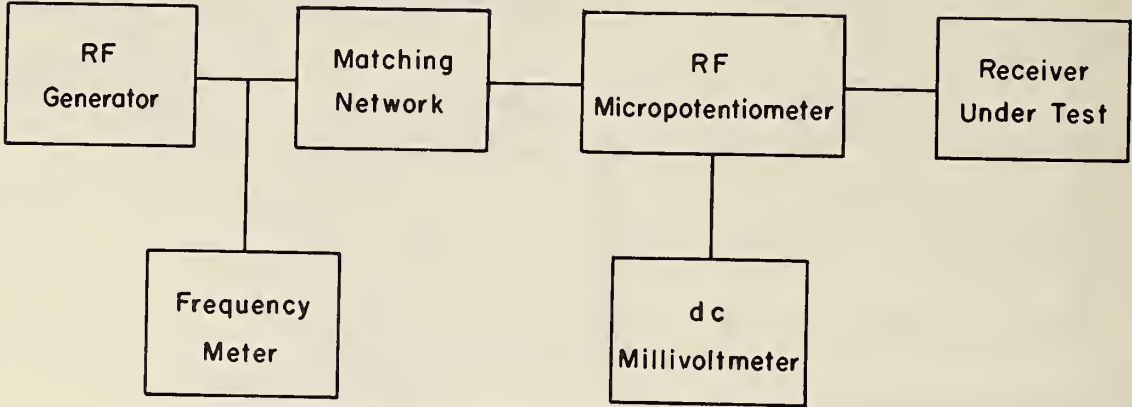 RF
Generator
Matching
Network
RF
Micropotentiometer
Receiver
Under Test
Frequency
Meter
dc
Millivoltmeter